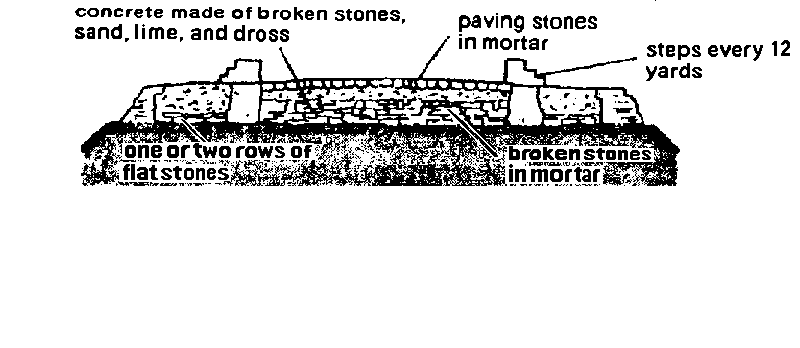 concrete made of broken stones,
sand, lime, and dross
paving stones
in mortar
steps every 12
yards
one or two rows of
flat stones
broken stones
in mortar